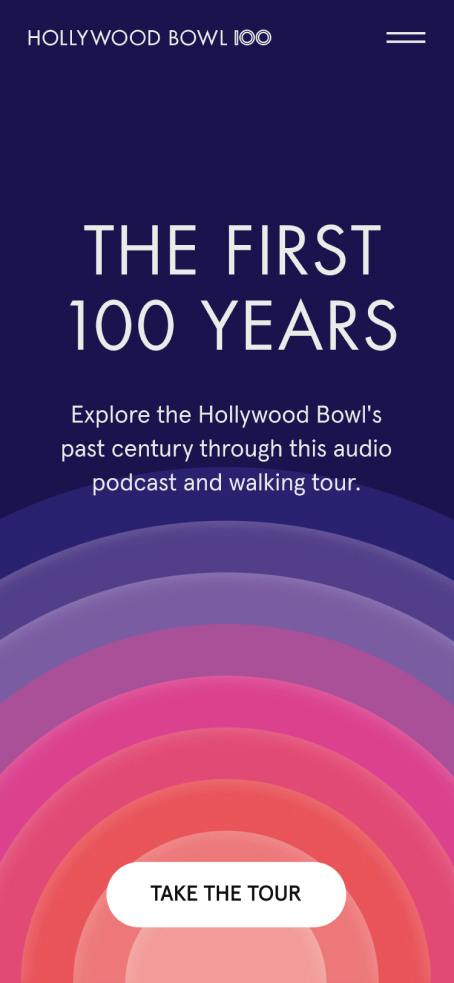 HOLLYWOOD BOWL 100
THE FIRST
100 YEARS
Explore the Hollywood Bowl's
past century through this audio
podcast and walking tour.
TAKE THE TOUR